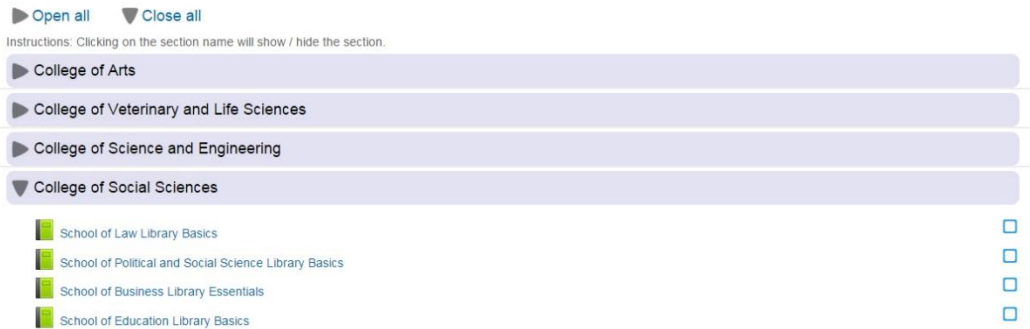 Open all Close all
Instructions: Clicking on the section name will show / hide the section.
College of Arts
College of Veterinary and Life Sciences
College of Science and Engineering
College of Social Sciences
School of Law Library Basics
School of Political and Social Science Library Basics
School of Business Library Essentials
School of Education Library Basics